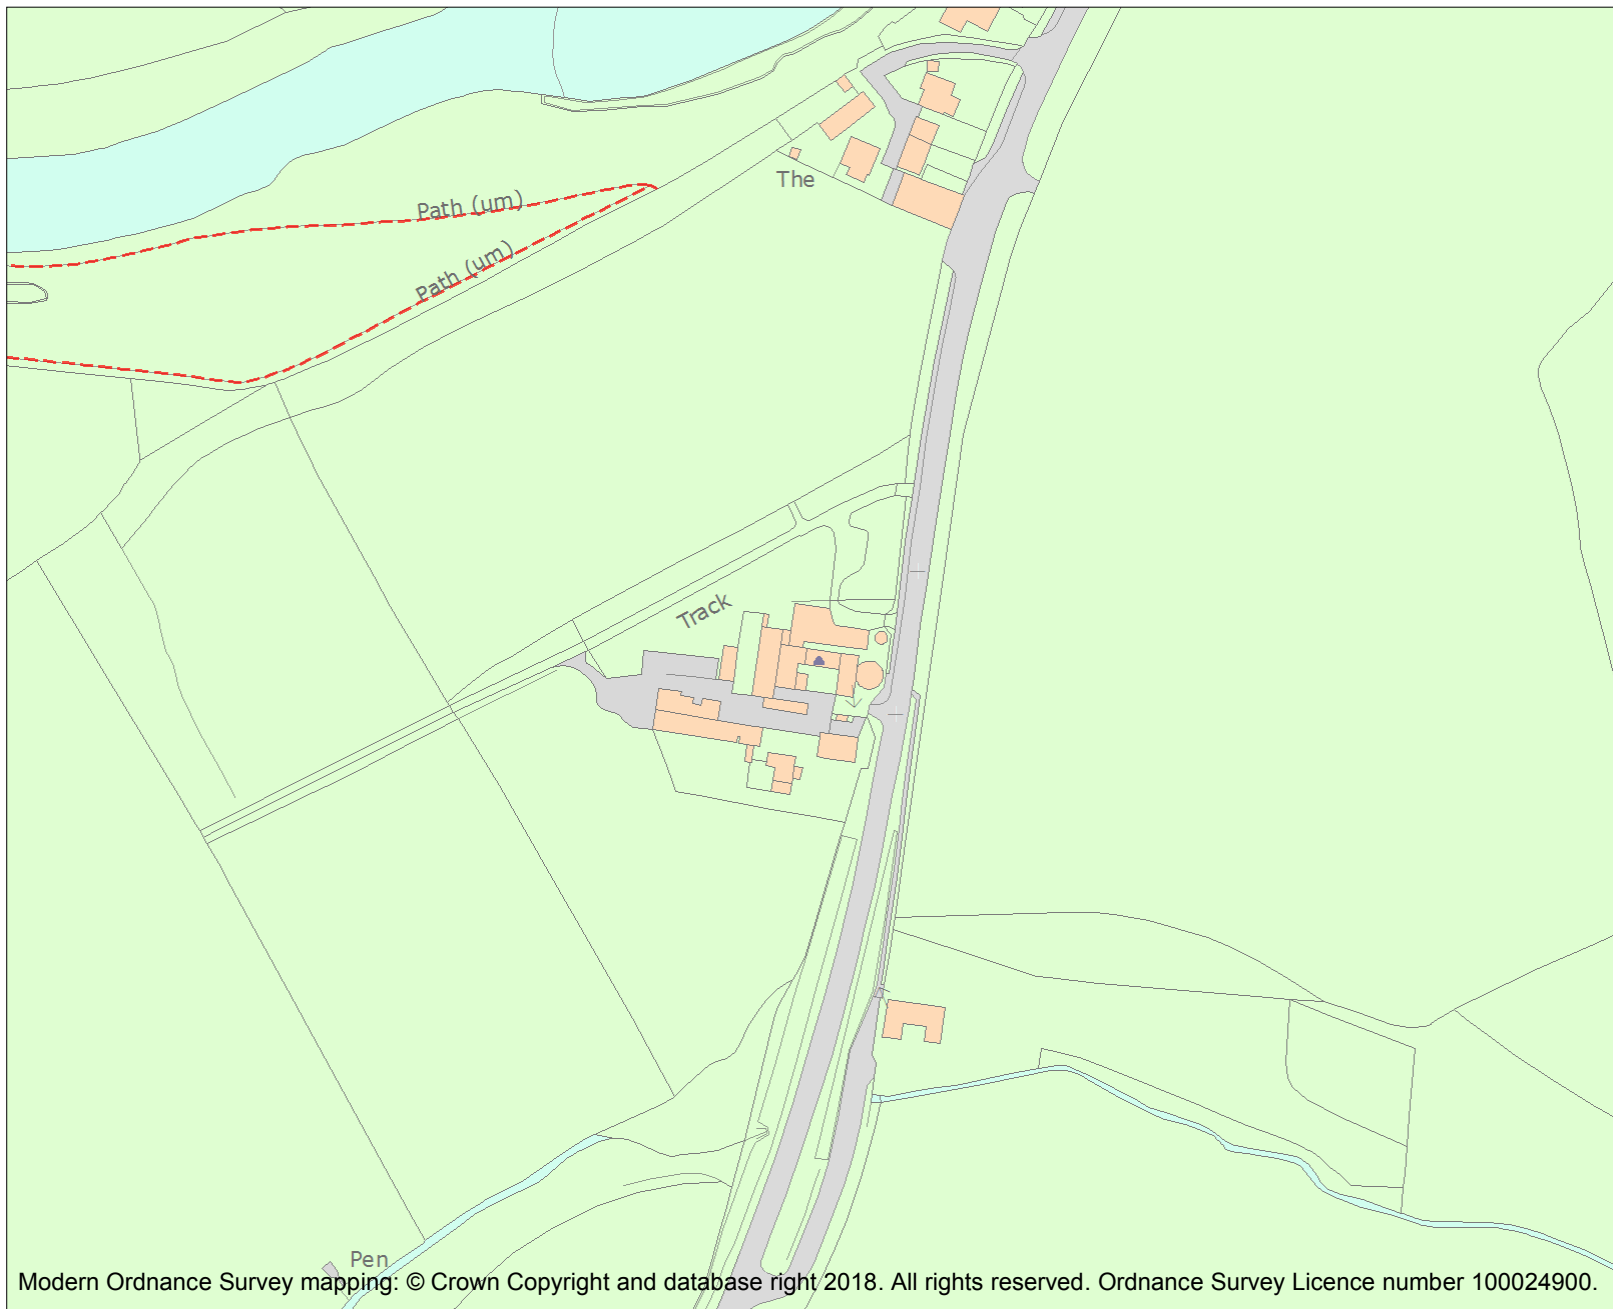 The
Path (um)
Path (um)
Track
Pen
Modern Ordnance Survey mapping: © Crown Copyright and database right 2018. All rights reserved. Ordnance Survey Licence number 100024900.